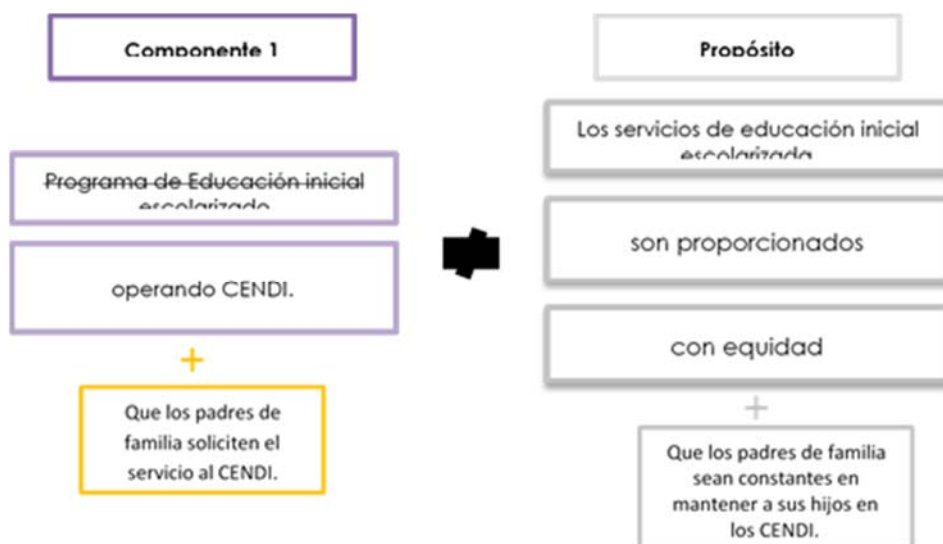 Componente 1
Programa de Educación inicial
escolarizado
operando CENDI.
+
Que los padres de
familia soliciten el
servicio al CENDI.
Propósito
Los servicios de educación inicial
escolarizada
son proporcionados
con equidad
+
Que los padres de familia
sean constantes en
mantener a sus hijos en
los CENDI.